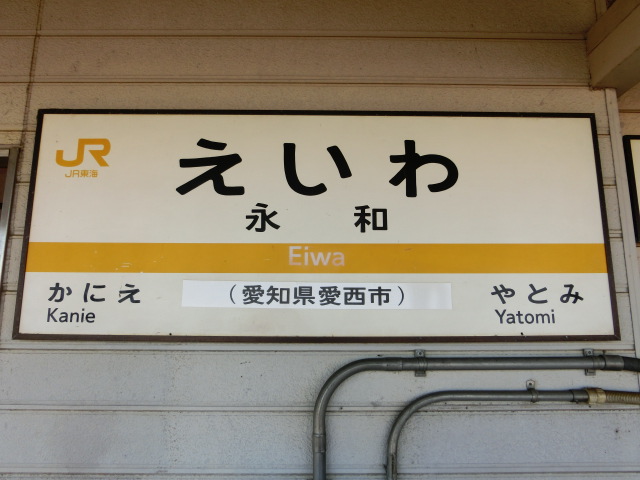 JR
JR東海
えいわ
永和
Eiwa
かにえ
Kanie
(愛知県愛西市)
やとみ
Yatomi